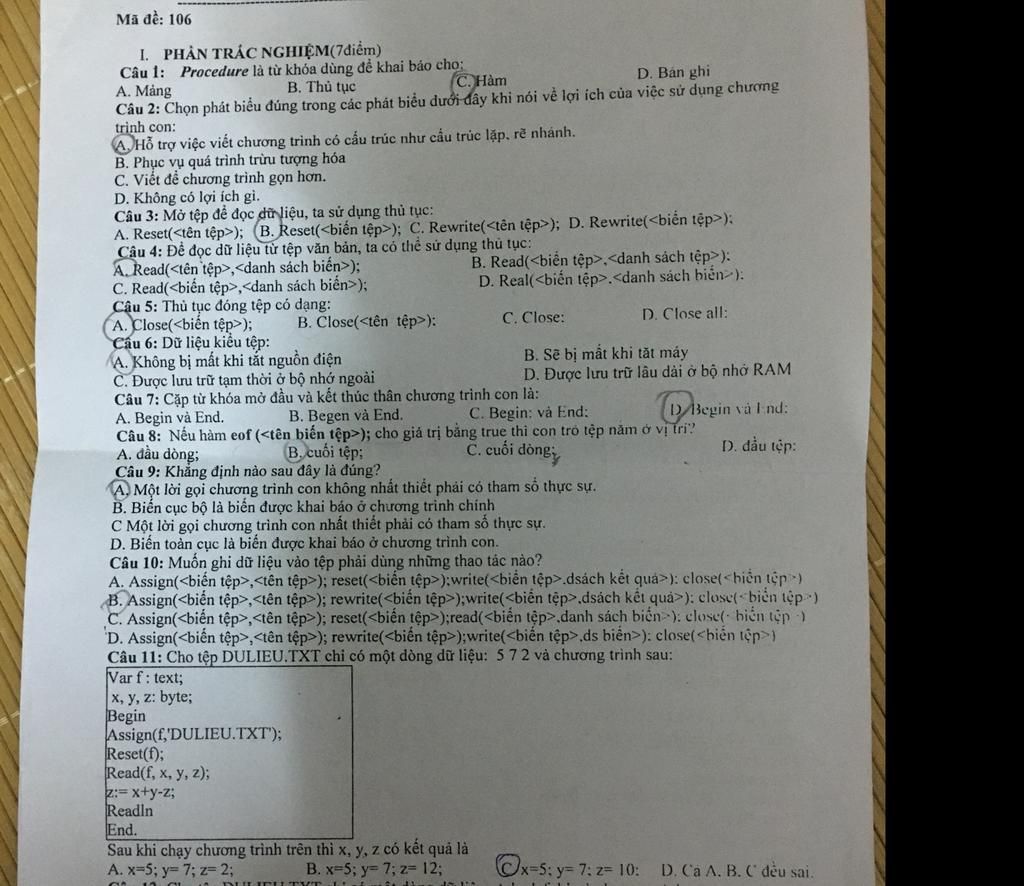 Mã đề: 106
I. PHẦN TRẮC NGHIỆM(7điểm)
Câu 1: Procedure là từ khóa dùng để khai báo cho:
A. Mảng B. Thủ tục C. Hàm D. Bản ghi
Câu 2: Chọn phát biểu đúng trong các phát biểu dưới đây khi nói về lợi ích của việc sử dụng chương
trình con:
A. Hỗ trợ việc viết chương trình có cấu trúc như cấu trúc lặp, rẽ nhánh.
B. Phục vụ quá trình trừu tượng hóa
C. Viết để chương trình gọn hơn.
D. Không có lợi ích gì.
Câu 3: Mở tệp để đọc dữ liệu, ta sử dụng thủ tục:
A. Reset(<tên tệp>); B. Reset(<biến tệp>); C. Rewrite(<tên tệp>); D. Rewrite(<biến tệp>);
Câu 4: Để đọc dữ liệu từ tệp văn bản, ta có thể sử dụng thủ tục:
A. Read(<tên tệp>,<danh sách biến>); B. Read(<biến tệp>,<danh sách tệp>);
C. Read(<biến tệp>,<danh sách biến>); D. Real(<biến tệp>,<danh sách biến>);
Câu 5: Thủ tục đóng tệp có dạng:
A. Close(<biến tệp>); B. Close(<tên tệp>); C. Close; D. Close all;
Câu 6: Dữ liệu kiểu tệp:
A. Không bị mất khi tắt nguồn điện B. Sẽ bị mất khi tắt máy
C. Được lưu trữ tạm thời ở bộ nhớ ngoài D. Được lưu trữ lâu dài ở bộ nhớ RAM
Câu 7: Cặp từ khóa mở đầu và kết thúc thân chương trình con là:
A. Begin và End. B. Begen và End. C. Begin; và End; D. Begin và End;
Câu 8: Nếu hàm eof (<tên biến tệp>); cho giá trị bằng true thì con trỏ tệp nằm ở vị trí?
A. đầu dòng; B. cuối tệp; C. cuối dòng; D. đầu tệp;
Câu 9: Khẳng định nào sau đây là đúng?
A. Một lời gọi chương trình con không nhất thiết phải có tham số thực sự.
B. Biến cục bộ là biến được khai báo ở chương trình chính
C Một lời gọi chương trình con nhất thiết phải có tham số thực sự.
D. Biến toàn cục là biến được khai báo ở chương trình con.
Câu 10: Muốn ghi dữ liệu vào tệp phải dùng những thao tác nào?
A. Assign(<biến tệp>,<tên tệp>); reset(<biến tệp>);write(<biến tệp>,dsách kết quả>); close(<biến tệp>)
B. Assign(<biến tệp>,<tên tệp>); rewrite(<biến tệp>);write(<biến tệp>,dsách kết quả>); close(<biến tệp>)
C. Assign(<biến tệp>,<tên tệp>); reset(<biến tệp>);read(<biến tệp>,danh sách biến>); close(<biến tệp>)
D. Assign(<biến tệp>,<tên tệp>); rewrite(<biến tệp>);write(<biến tệp>,ds biến>); close(<biến tệp>)
Câu 11: Cho tệp DULIEU.TXT chỉ có một dòng dữ liệu: 5 7 2 và chương trình sau:
Var f : text;
x, y, z: byte;
Begin
Assign(f,'DULIEU.TXT');
Reset(f);
Read(f, x, y, z);
z:= x+y-z;
Readln
End.
Sau khi chạy chương trình trên thì x, y, z có kết quả là
A. x=5; y= 7; z= 2; B. x=5; y= 7; z= 12; C. x=5; y= 7; z= 10; D. Cả A, B, C đều sai.